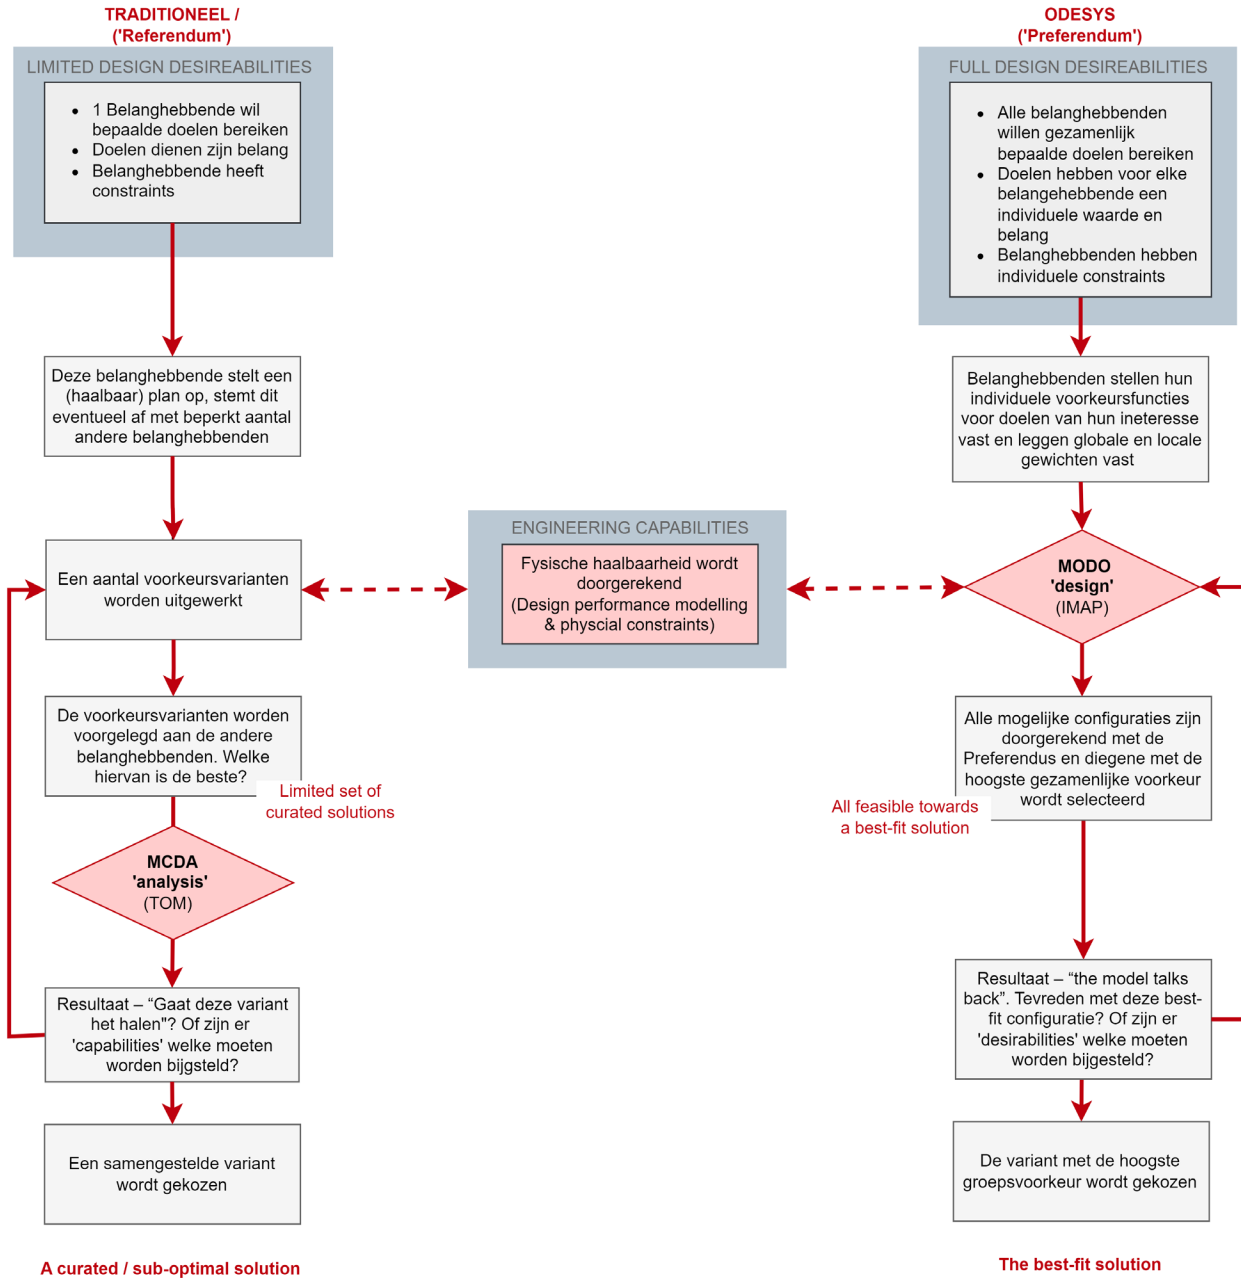 TRADITIONEEL /
('Referendum')
LIMITED DESIGN DESIREABILITIES
1 Belanghebbende wil
bepaalde doelen bereiken
Doelen dienen zijn belang
Belanghebbende heeft
constraints
Deze belanghebbende stelt een
(haalbaar) plan op, stemt dit
eventueel af met beperkt aantal
andere belanghebbenden
Een aantal voorkeursvarianten
worden uitgewerkt
De voorkeursvarianten worden
voorgelegd aan de andere
belanghebbenden. Welke
hiervan is de beste?
Limited set of
curated solutions
MCDA
'analysis'
(TOM)
Resultaat – “Gaat deze variant
het halen"? Of zijn er
'capabilities' welke moeten
worden bijgsteld?
Een samengestelde variant
wordt gekozen
A curated / sub-optimal solution
ENGINEERING CAPABILITIES
Fysische haalbaarheid wordt
doorgerekend
(Design performance modelling
& physcial constraints)
ODESYS
('Preferendum')
FULL DESIGN DESIREABILITIES
Alle belanghebbenden
willen gezamenlijk
bepaalde doelen bereiken
Doelen hebben voor elke
belangehebbende een
individuele waarde en
belang
Belanghebbenden hebben
individuele constraints
Belanghebbenden stellen hun
individuele voorkeursfuncties
voor doelen van hun ineteresse
vast en leggen globale en locale
gewichten vast
MODO
'design'
(IMAP)
Alle mogelijke configuraties zijn
doorgerekend met de
Preferendus en diegene met de
hoogste gezamenlijke voorkeur
wordt selecteerd
All feasible towards
a best-fit solution
Resultaat – “the model talks
back”. Tevreden met deze best-
fit configuratie? Of zijn er
'desirabilities' welke moeten
worden bijgesteld?
De variant met de hoogste
groepsvoorkeur wordt gekozen
The best-fit solution